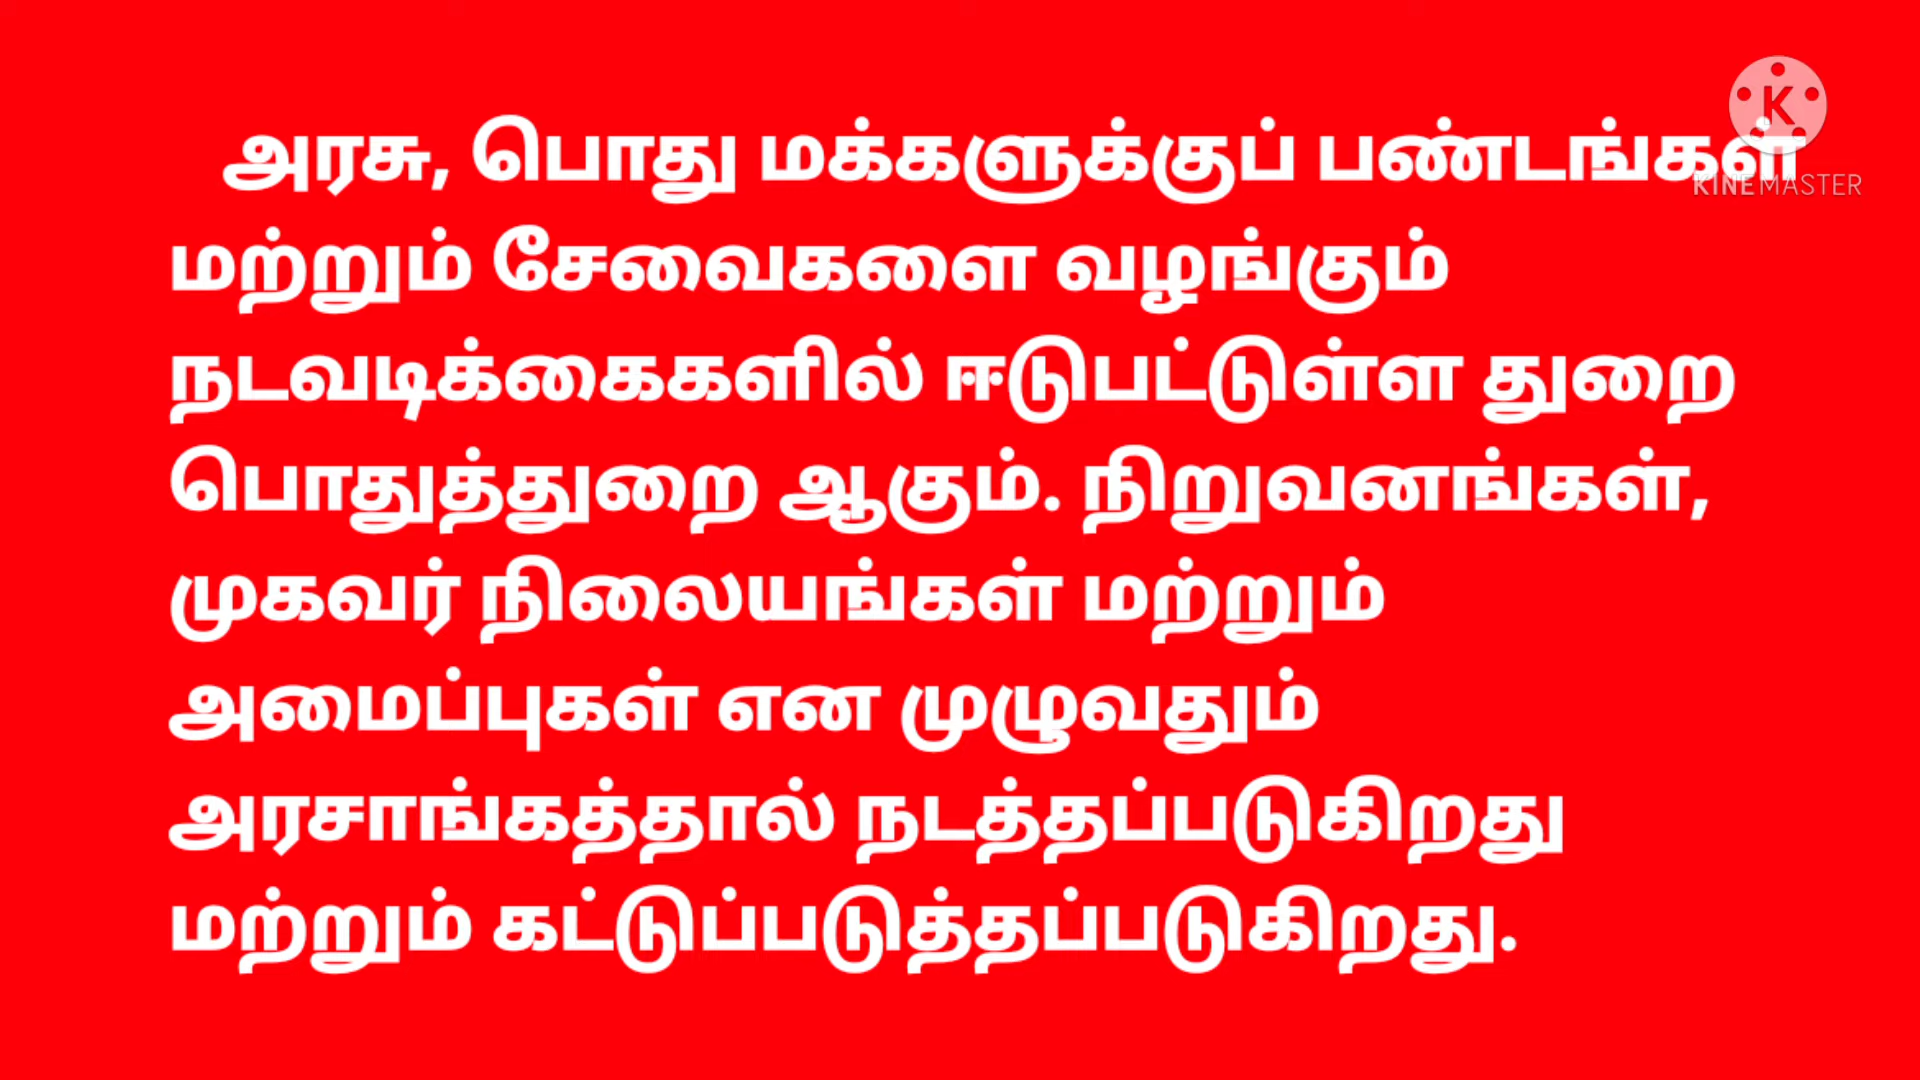 அரசு, பொது மக்களுக்குப் பண்டங்கள்
மற்றும் சேவைகளை வழங்கும்
நடவடிக்கைகளில் ஈடுபட்டுள்ள துறை
பொதுத்துறை ஆகும். நிறுவனங்கள்,
முகவர் நிலையங்கள் மற்றும்
அமைப்புகள் என முழுவதும்
அரசாங்கத்தால் நடத்தப்படுகிறது
மற்றும் கட்டுப்படுத்தப்படுகிறது.
K
KINEMASTER